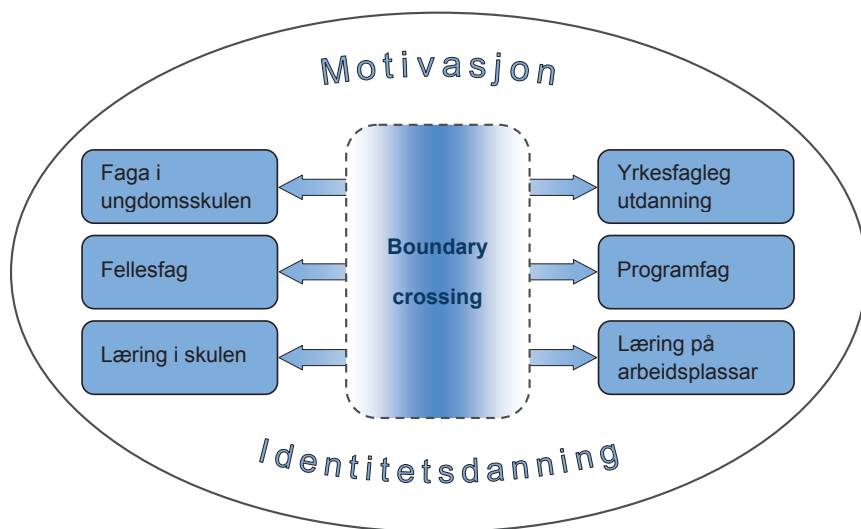 Motivasjon
Faga i
ungdomsskulen
Yrkesfagleg
utdanning
Boundary
crossing
Fellesfag
Programfag
Læring i skulen
Læring på
arbeidsplassar
Identitetsdanning